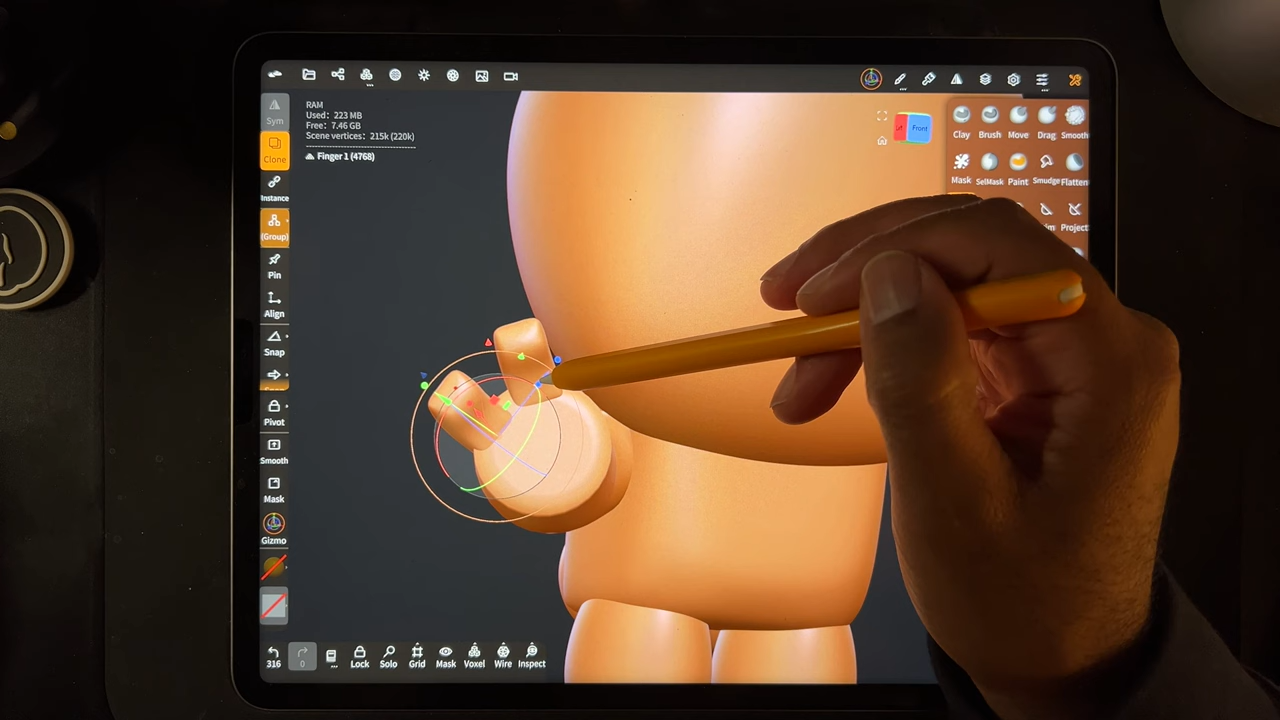 RAM
Used: 223 MB
Free: 7.46 GB
Scene vertices: 215k (220k)
Finger 1 (4768)
Sym
Clone
Instance
(Group)
Pin
Align
Snap
Pivot
Smooth
Mask
Gizmo
Front
Clay Brush Move Drag Smooth
Mask SelMask Paint Smudge Flatten
Project
316 0 Lock Solo Grid Mask Voxel Wire Inspect